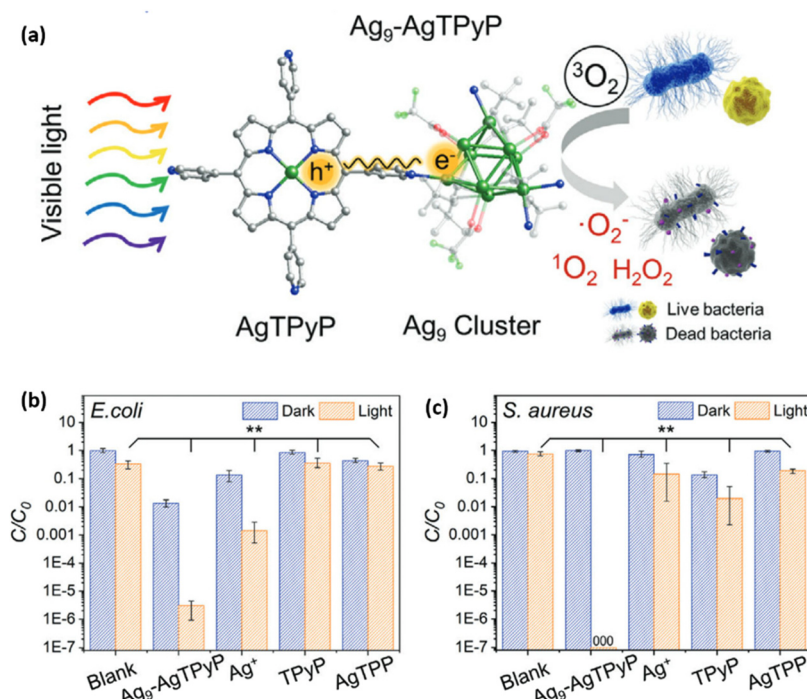 (a)
Ag₉-AgTPyP
Visible light
h⁺
e⁻
³O₂
·O₂⁻
¹O₂ H₂O₂
AgTPyP
Ag₉ Cluster
Live bacteria
Dead bacteria
(b)
E.coli
Dark
Light
**
C/C₀
10
1
0.1
0.01
0.001
1E-4
1E-5
1E-6
1E-7
Blank
Ag₉-AgTPyP
Ag⁺
TPyP
AgTPP
(c)
S. aureus
Dark
Light
**
C/C₀
10
1
0.1
0.01
0.001
1E-4
1E-5
1E-6
1E-7
000
Blank
Ag₉-AgTPyP
Ag⁺
TPyP
AgTPP